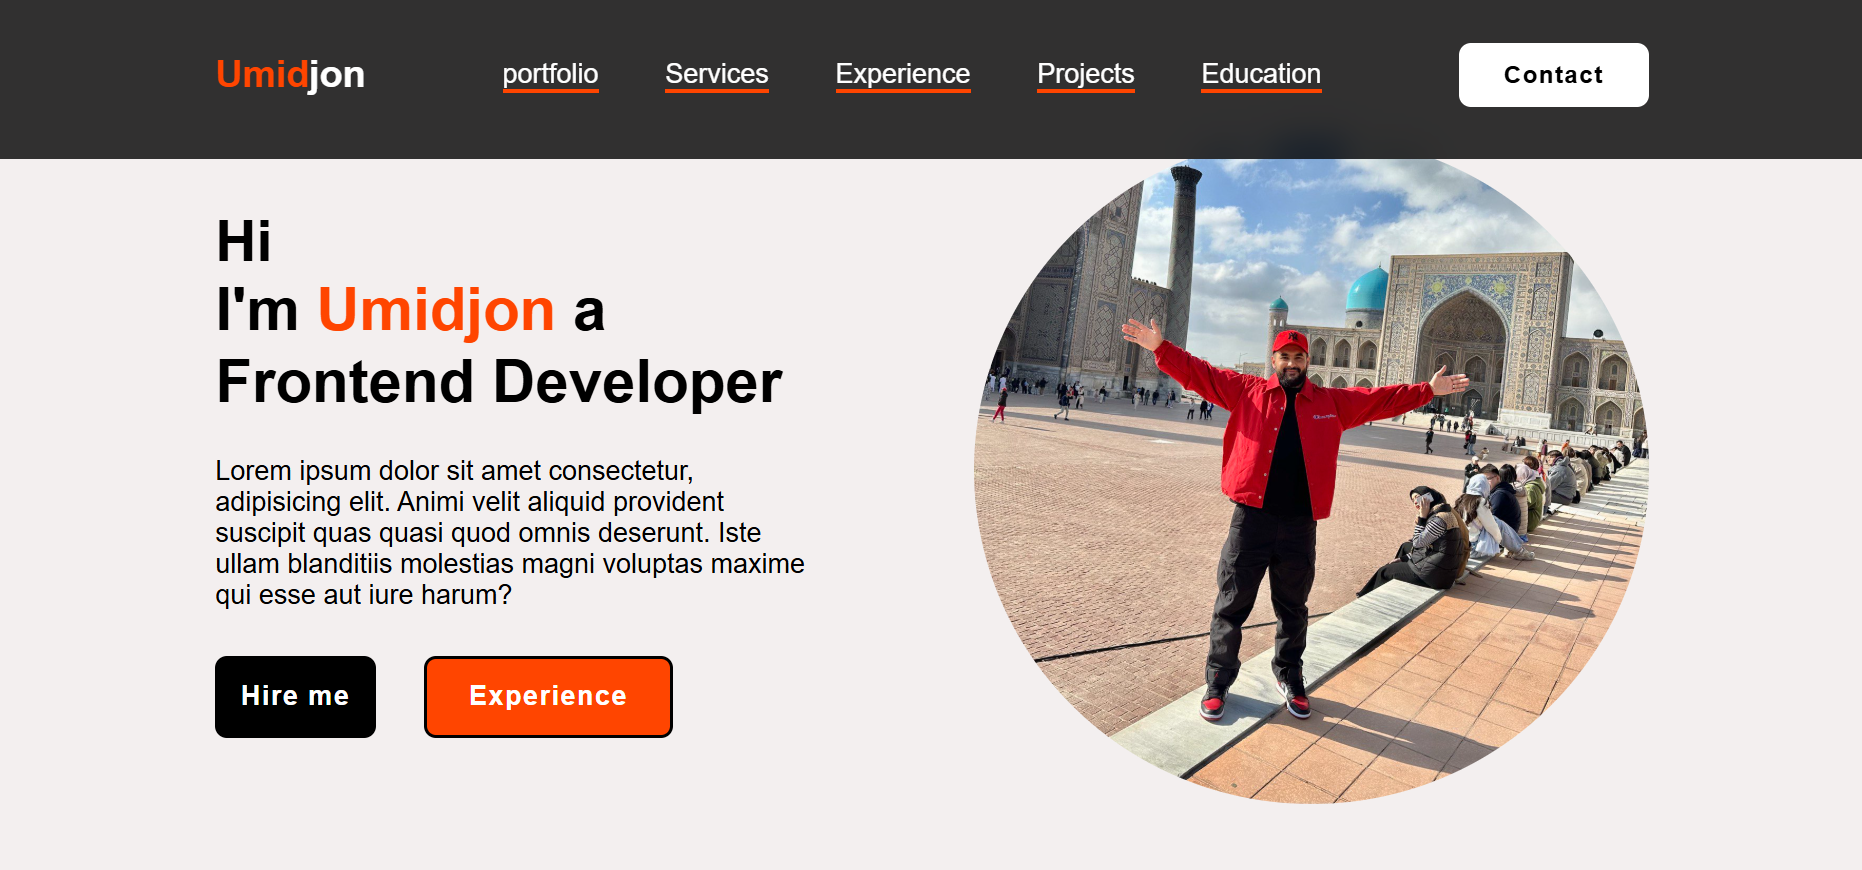 Umidjon
portfolio
Services
Experience
Projects
Education
Contact
Hi
I'm Umidjon a
Frontend Developer
Lorem ipsum dolor sit amet consectetur,
adipisicing elit. Animi velit aliquid provident
suscipit quas quasi quod omnis deserunt. Iste
ullam blanditiis molestias magni voluptas maxime
qui esse aut iure harum?
Hire me
Experience